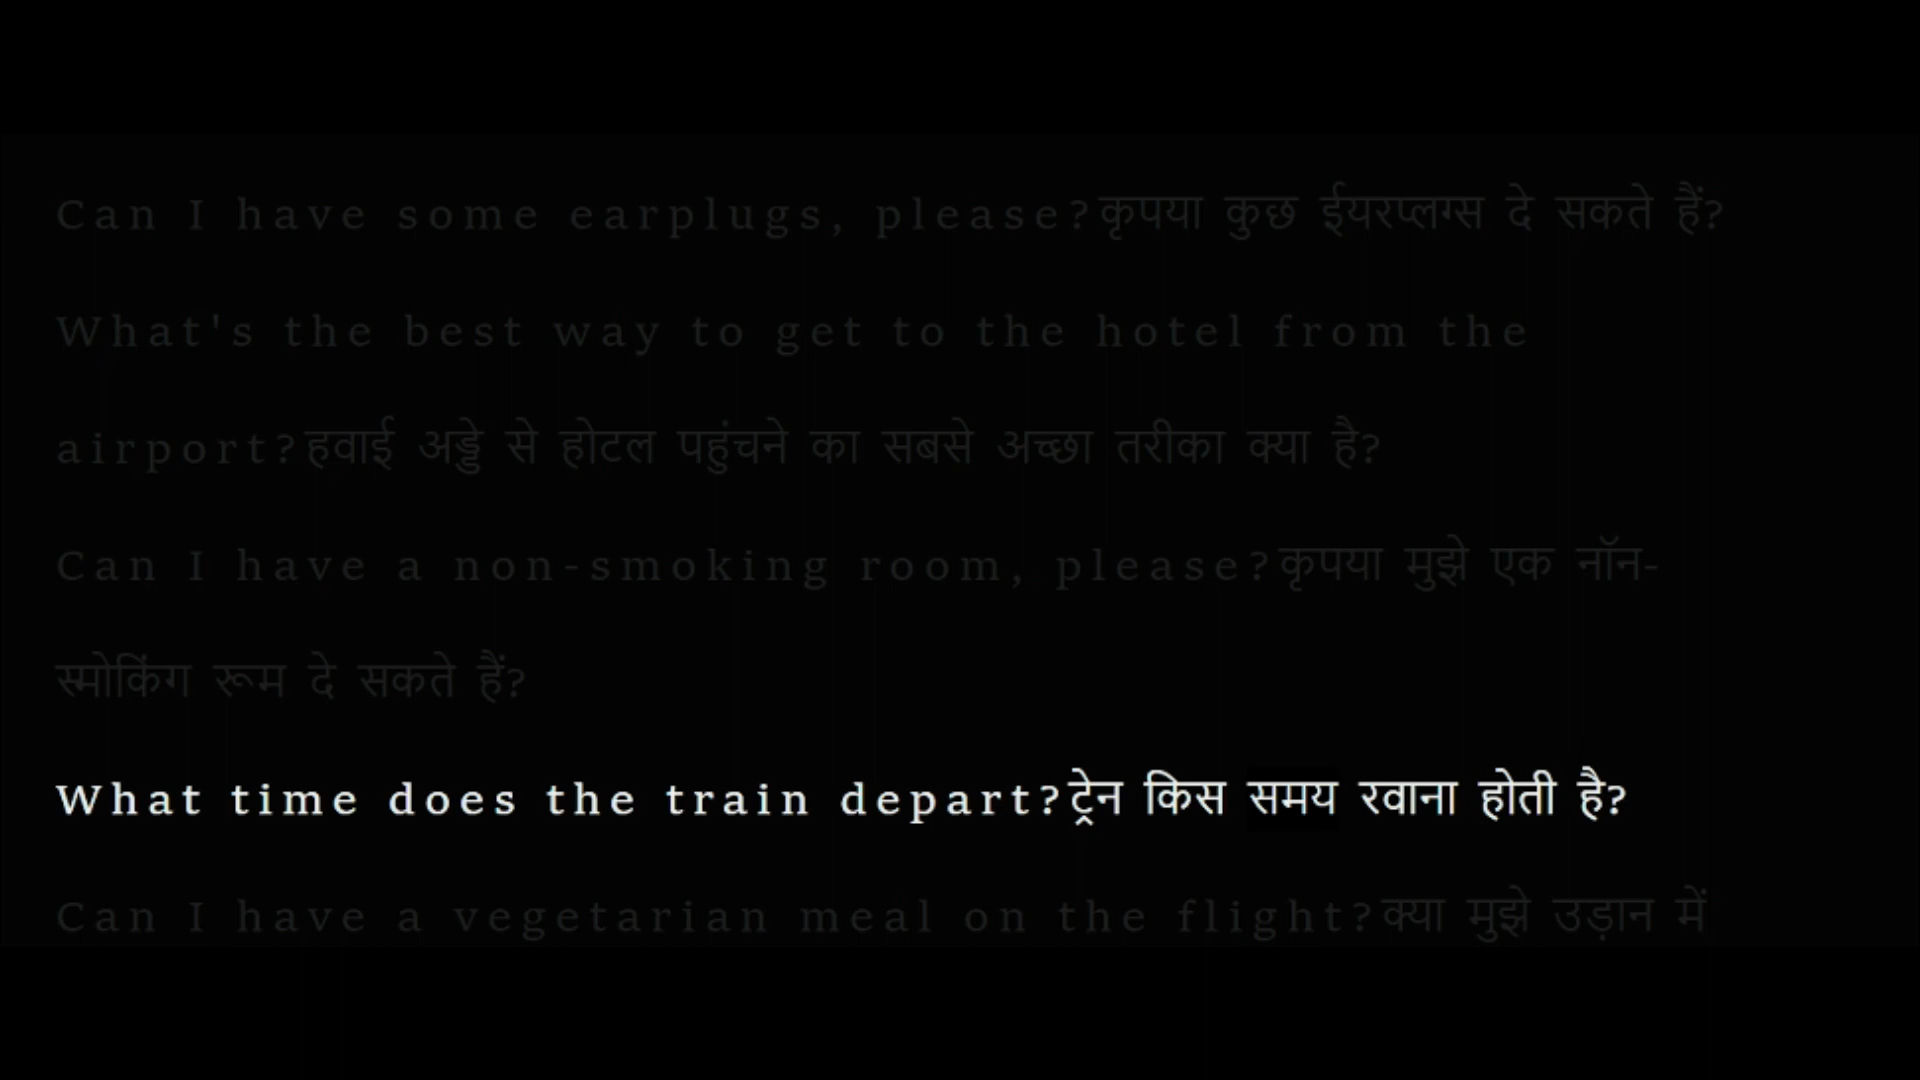 Can I have some earplugs, please?कृपया कुछ ईयरप्लग्स दे सकते हैं?
What's the best way to get to the hotel from the
airport?हवाई अड्डे से होटल पहुंचने का सबसे अच्छा तरीका क्या है?
Can I have a non-smoking room, please?कृपया मुझे एक नॉन-
स्मोकिंग रूम दे सकते हैं?
What time does the train depart?ट्रेन किस समय रवाना होती है?
Can I have a vegetarian meal on the flight?क्या मुझे उड़ान में